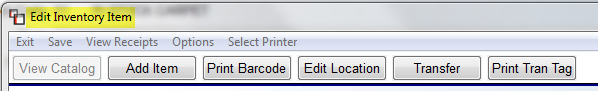 Edit Inventory Item
Exit Save View Receipts Options Select Printer
View Catalog Add Item Print Barcode Edit Location Transfer Print Tran Tag